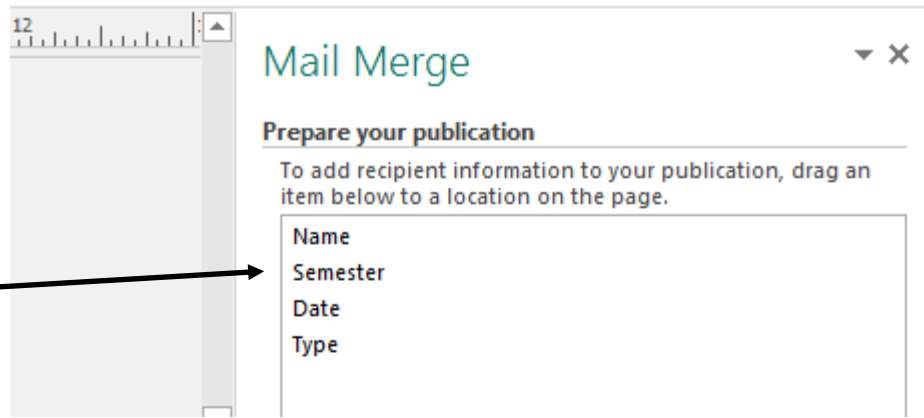 12
Mail Merge
Prepare your publication
To add recipient information to your publication, drag an
item below to a location on the page.
Name
Semester
Date
Type